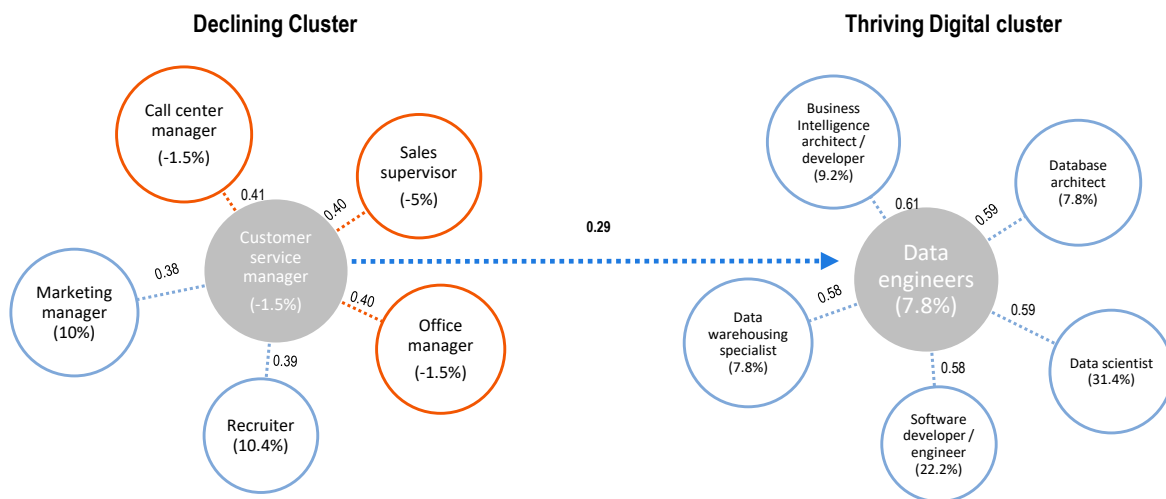 Declining Cluster
Thriving Digital cluster
Call center
manager
(-1.5%)
Sales
supervisor
(-5%)
0.41
0.40
Customer
service
manager
(-1.5%)
0.38
Marketing
manager
(10%)
0.40
Office
manager
(-1.5%)
0.39
Recruiter
(10.4%)
0.29
Business
Intelligence
architect /
developer
(9.2%)
Database
architect
(7.8%)
0.61
0.59
Data
engineers
(7.8%)
0.58
Data
warehousing
specialist
(7.8%)
0.59
Data scientist
(31.4%)
0.58
Software
developer /
engineer
(22.2%)